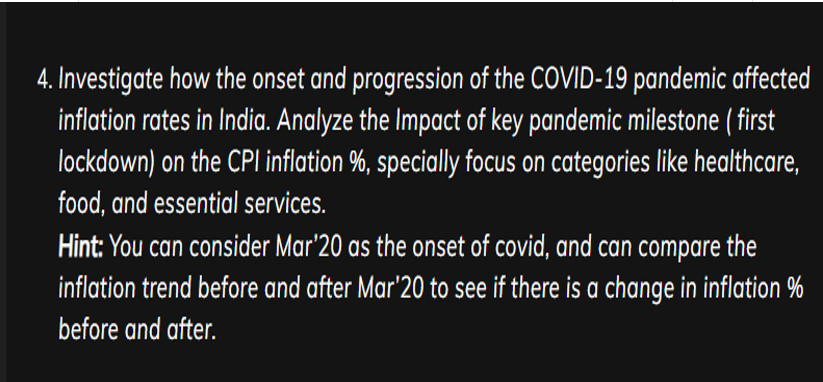 4. Investigate how the onset and progression of the COVID-19 pandemic affected
inflation rates in India. Analyze the Impact of key pandemic milestone ( first
lockdown) on the CPI inflation %, specially focus on categories like healthcare,
food, and essential services.
Hint: You can consider Mar'20 as the onset of covid, and can compare the
inflation trend before and after Mar'20 to see if there is a change in inflation %
before and after.